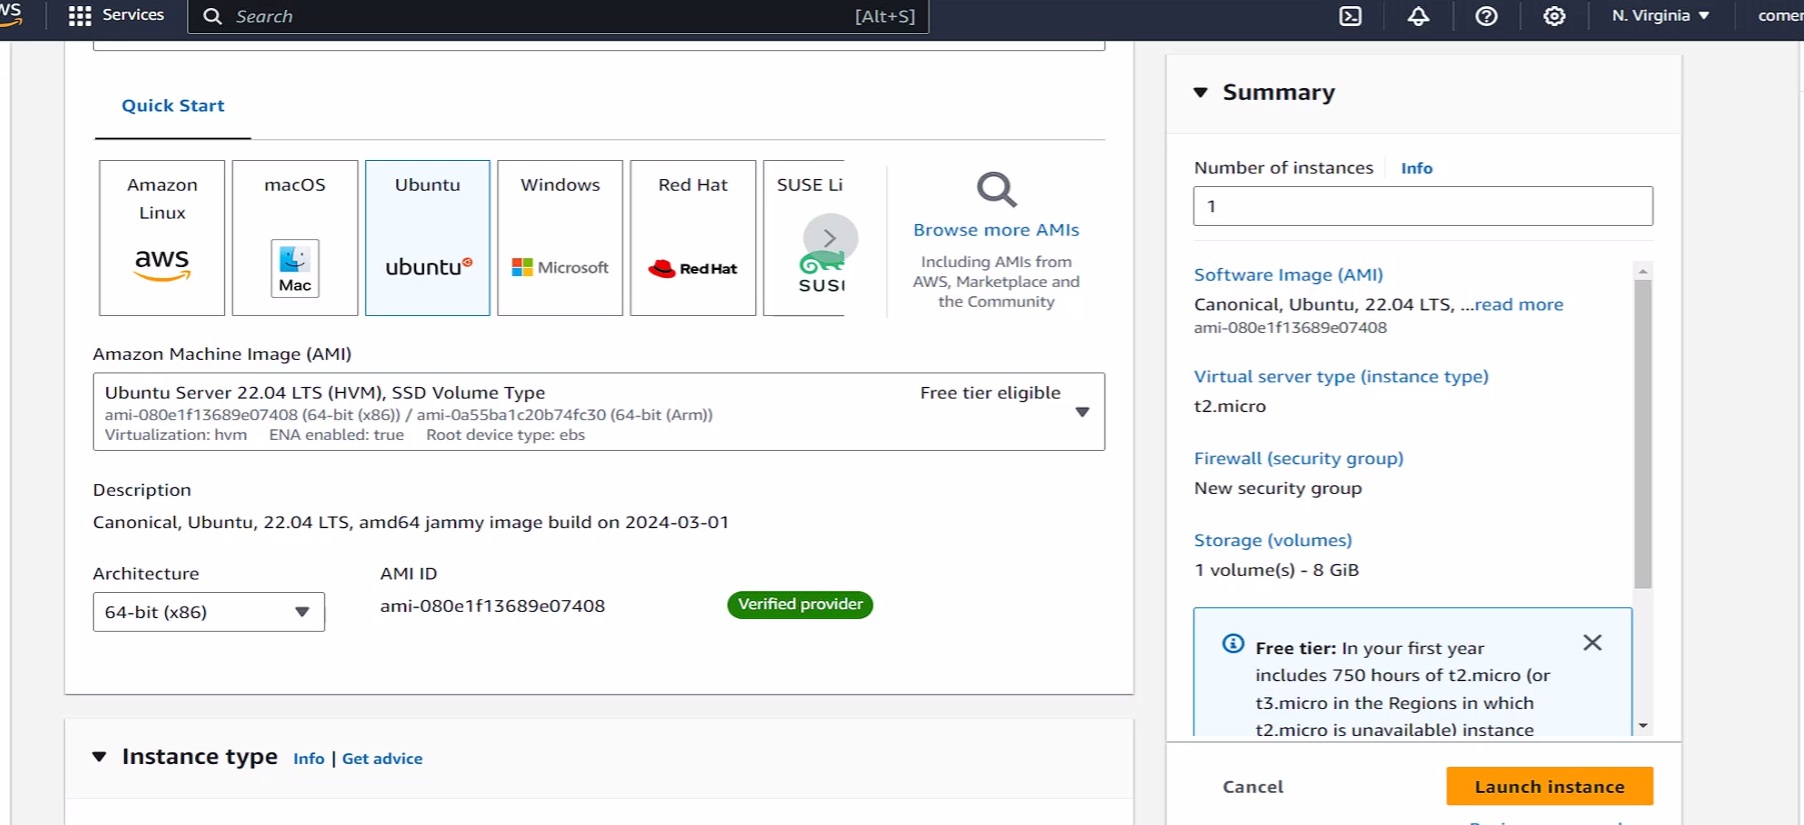 Services
Search
[Alt+S]
N. Virginia
Quick Start
Amazon
Linux
aws
macOS
Mac
Ubuntu
ubuntu
Windows
Microsoft
Red Hat
RedHat
SUSE Li
SUS
Browse more AMIs
Including AMIs from
AWS, Marketplace and
the Community
Amazon Machine Image (AMI)
Ubuntu Server 22.04 LTS (HVM), SSD Volume Type
Free tier eligible
ami-080e1f13689e07408 (64-bit (x86)) / ami-0a55ba1c20b74fc30 (64-bit (Arm))
Virtualization: hvm ENA enabled: true Root device type: ebs
Description
Canonical, Ubuntu, 22.04 LTS, amd64 jammy image build on 2024-03-01
Architecture
64-bit (x86)
AMI ID
ami-080e1f13689e07408
Verified provider
Instance type Info | Get advice
Summary
Number of instances Info
1
Software Image (AMI)
Canonical, Ubuntu, 22.04 LTS, ...read more
ami-080e1f13689e07408
Virtual server type (instance type)
t2.micro
Firewall (security group)
New security group
Storage (volumes)
1 volume(s) - 8 GiB
Free tier: In your first year
includes 750 hours of t2.micro (or
t3.micro in the Regions in which
t2.micro is unavailable) instance
Cancel
Launch instance